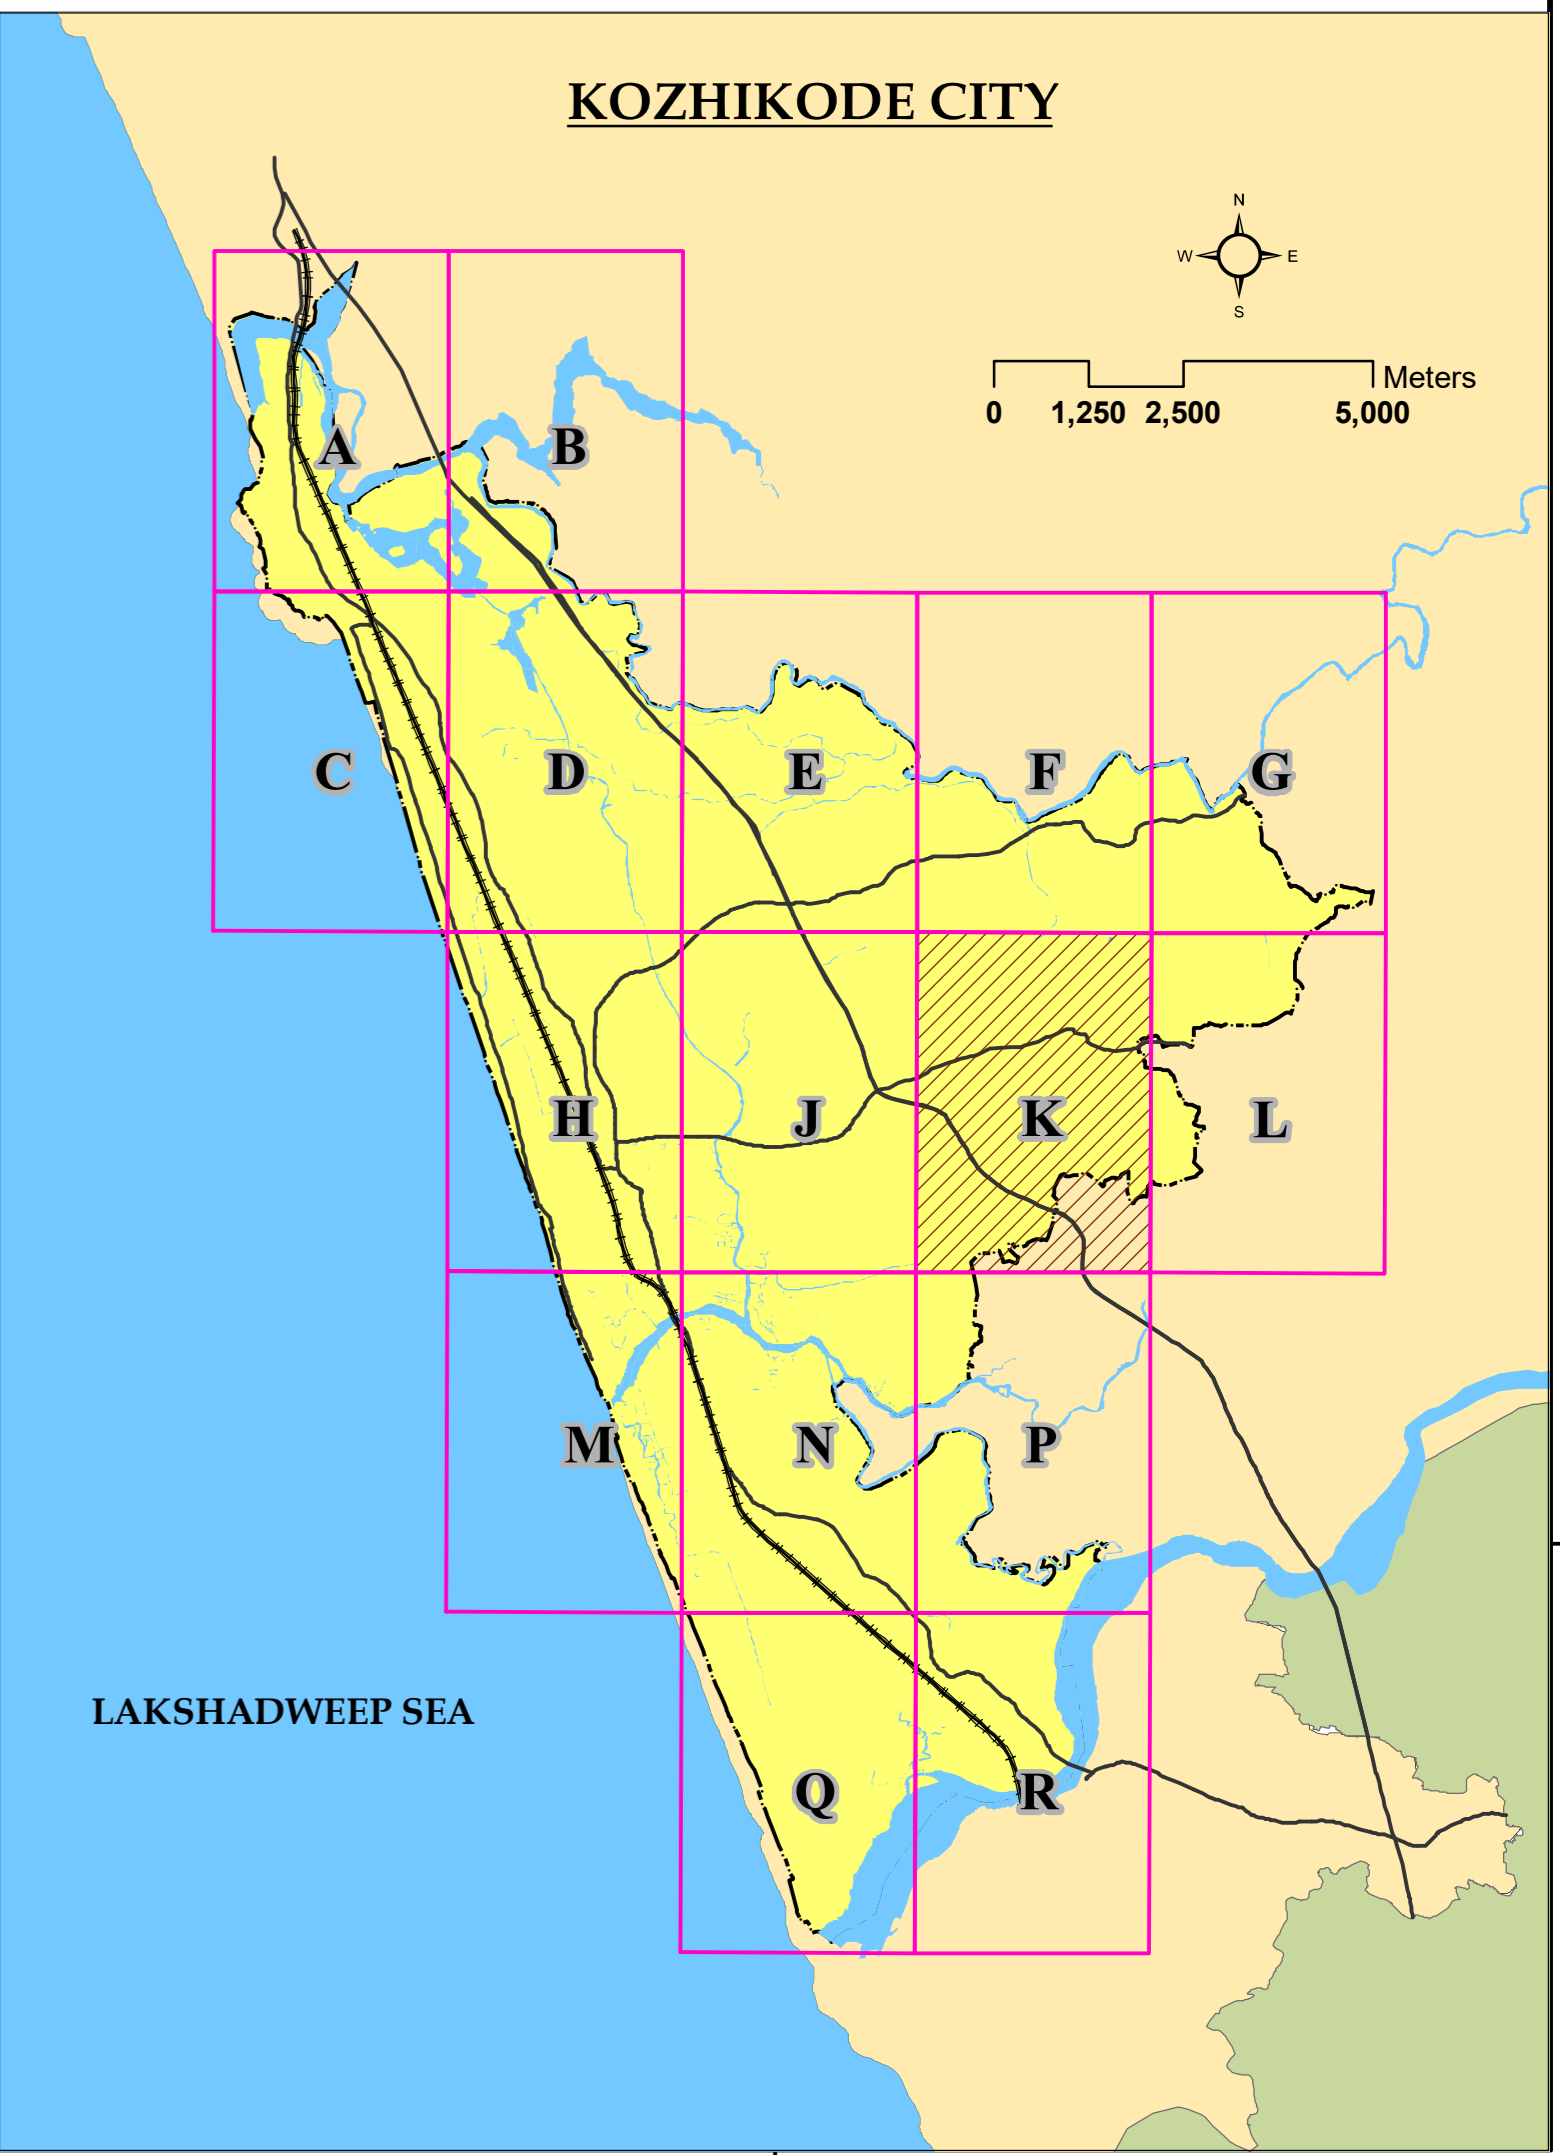 KOZHIKODE CITY
N
W E
S
Meters
0 1,250 2,500 5,000
A B
C D E F G
H J K L
M N P
LAKSHADWEEP SEA
Q R